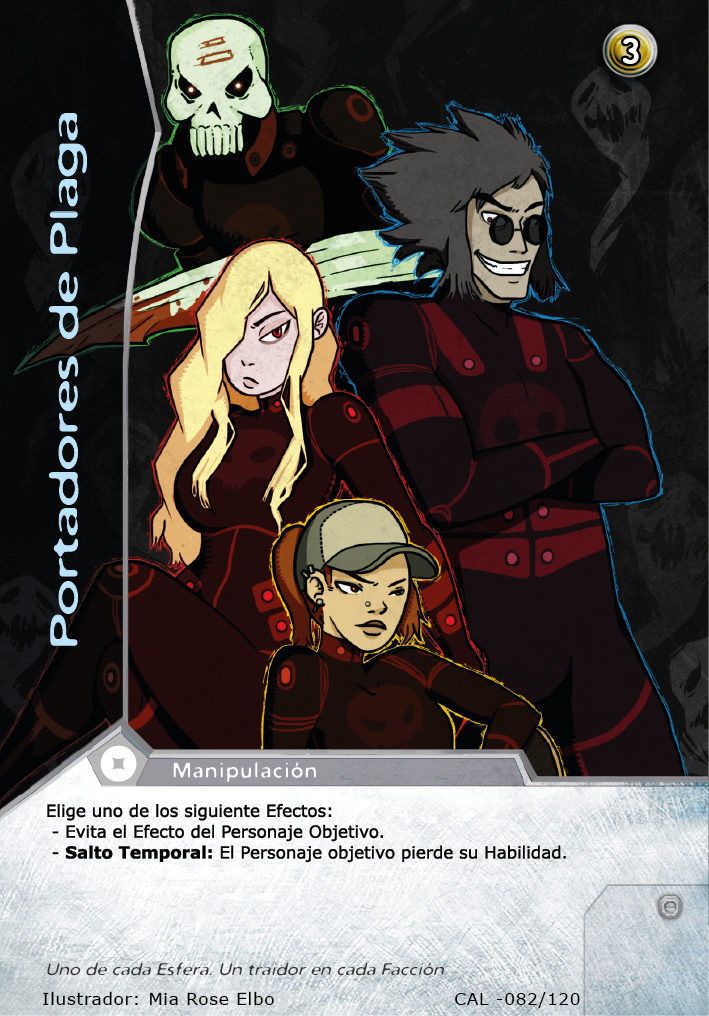 3
Portadores de Plaga
Manipulación
Elige uno de los siguiente Efectos:
- Evita el Efecto del Personaje Objetivo.
- Salto Temporal: El Personaje objetivo pierde su Habilidad.
Uno de cada Esfera. Un traidor en cada Facción
Ilustrador: Mia Rose Elbo
CAL -082/120